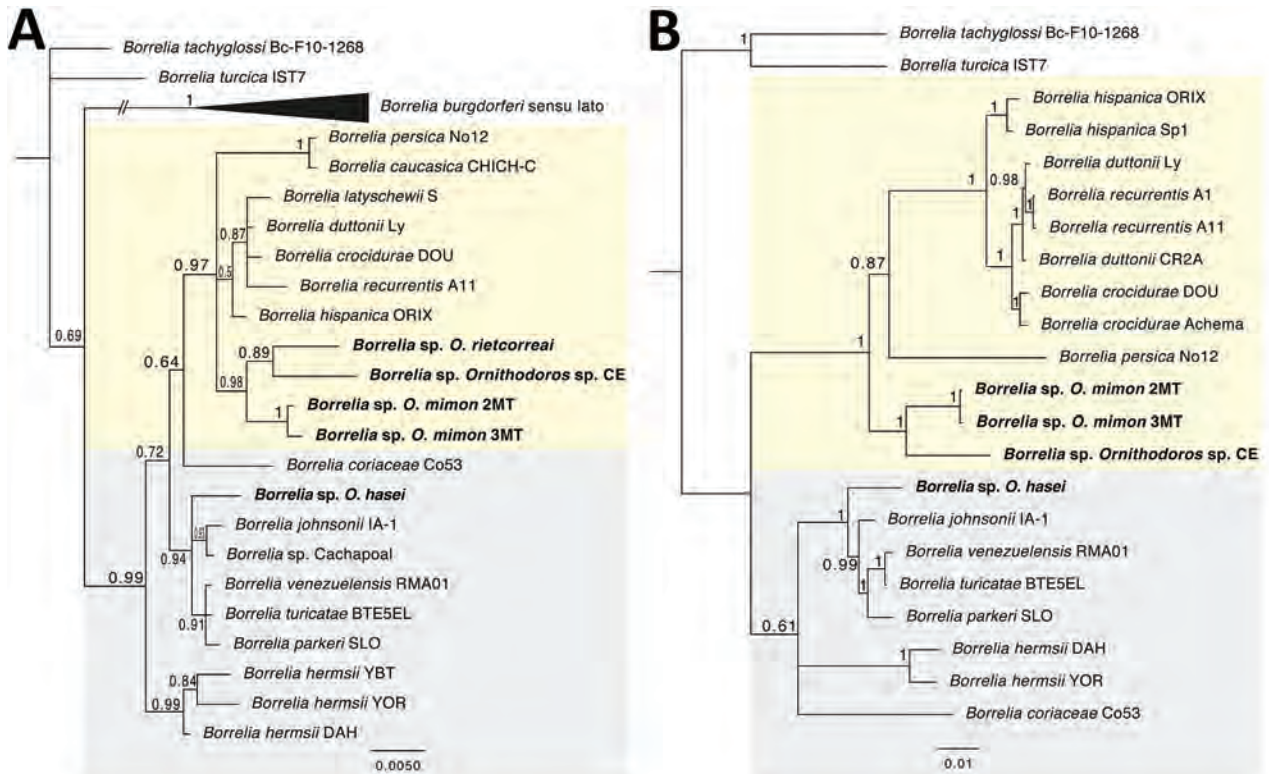 A
Borrelia tachyglossi Bc-F10-1268
Borrelia turcica IST7
1
Borrelia burgdorferi sensu lato
Borrelia persica No12
1
Borrelia caucasica CHICH-C
Borrelia latyschewii S
0.87
Borrelia duttonii Ly
0.97
Borrelia crocidurae DOU
0.5
Borrelia recurrentis A11
Borrelia hispanica ORIX
0.69
Borrelia sp. O. rietcorreai
0.89
0.64
Borrelia sp. Ornithodoros sp. CE
0.98
Borrelia sp. O. mimon 2MT
1
Borrelia sp. O. mimon 3MT
0.72
Borrelia coriaceae Co53
Borrelia sp. O. hasei
Borrelia johnsonii IA-1
0.94
Borrelia sp. Cachapoal
0.99
Borrelia venezuelensis RMA01
Borrelia turicatae BTE5EL
0.91
Borrelia parkeri SLO
Borrelia hermsii YBT
0.84
Borrelia hermsii YOR
0.99
Borrelia hermsii DAH
0.0050
B
Borrelia tachyglossi Bc-F10-1268
1
Borrelia turcica IST7
Borrelia hispanica ORIX
1
Borrelia hispanica Sp1
Borrelia duttonii Ly
1
0.98
Borrelia recurrentis A1
1
Borrelia recurrentis A11
1
Borrelia duttonii CR2A
0.87
1
Borrelia crocidurae DOU
1
Borrelia crocidurae Achema
1
Borrelia persica No12
Borrelia sp. O. mimon 2MT
1
Borrelia sp. O. mimon 3MT
1
Borrelia sp. Ornithodoros sp. CE
Borrelia sp. O. hasei
1
Borrelia johnsonii IA-1
Borrelia venezuelensis RMA01
0.99
1
Borrelia turicatae BTE5EL
1
Borrelia parkeri SLO
0.61
Borrelia hermsii DAH
1
Borrelia hermsii YOR
Borrelia coriaceae Co53
0.01